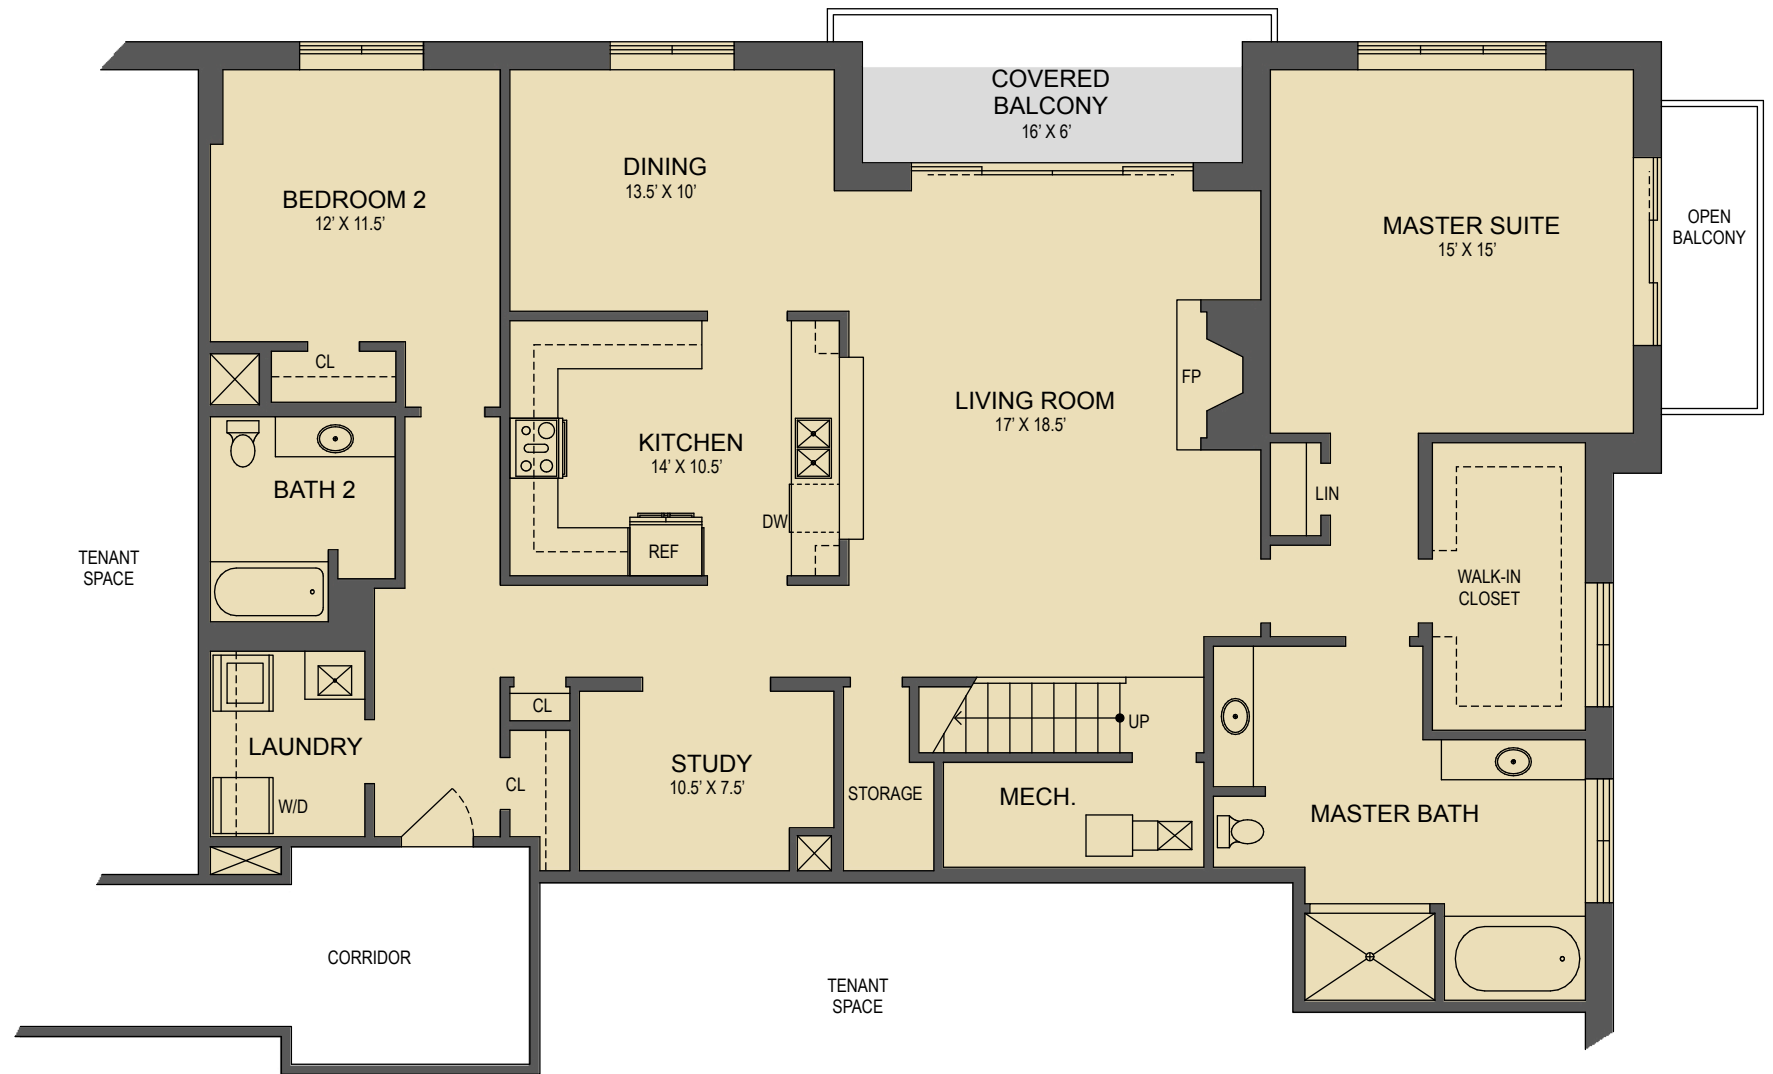 COVERED
BALCONY
16' X 6'
DINING
13.5' X 10'
BEDROOM 2
12' X 11.5'
MASTER SUITE
15' X 15'
OPEN
BALCONY
CL
FP
LIVING ROOM
17' X 18.5'
KITCHEN
14' X 10.5'
BATH 2
LIN
DW
REF
TENANT
SPACE
WALK-IN
CLOSET
CL
UP
LAUNDRY
STUDY
10.5' X 7.5'
CL
STORAGE
MECH.
W/D
MASTER BATH
CORRIDOR
TENANT
SPACE